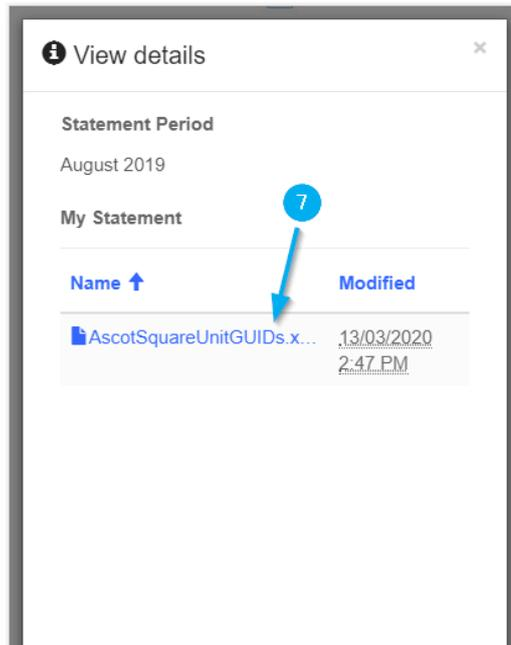 View details ×
Statement Period
August 2019
7
My Statement
Name Modified
AscotSquareUnitGUIDs.x... 13/03/2020
2:47 PM